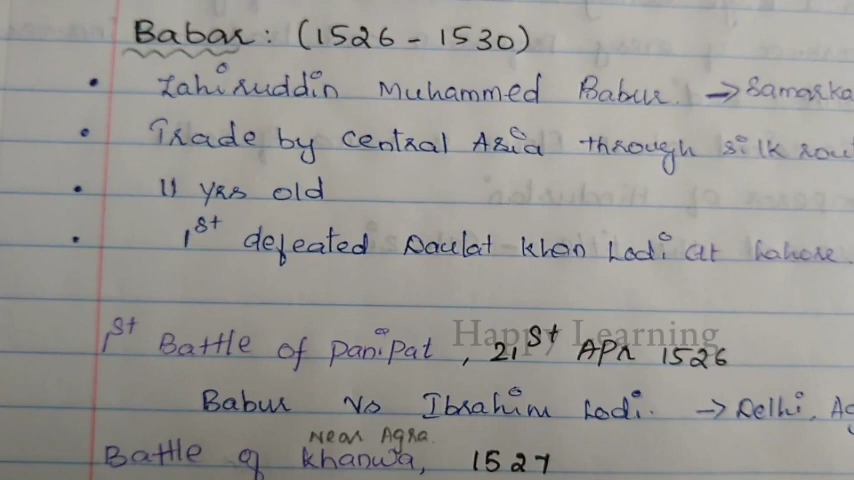 Babar: (1526 - 1530)
• Zahiruddin Muhammed Babur. → Samarka
• Trade by Central Asia through silk rou
• 11 yrs old
• 1st defeated Daulat Khan Lodi at Lahore.
1st Battle of Panipat, 21st Apr 1526
Happy Learning
Babur Vs Ibrahim Lodi. → Delhi, Ag
Near Agra
Battle of Khanwa, 1527